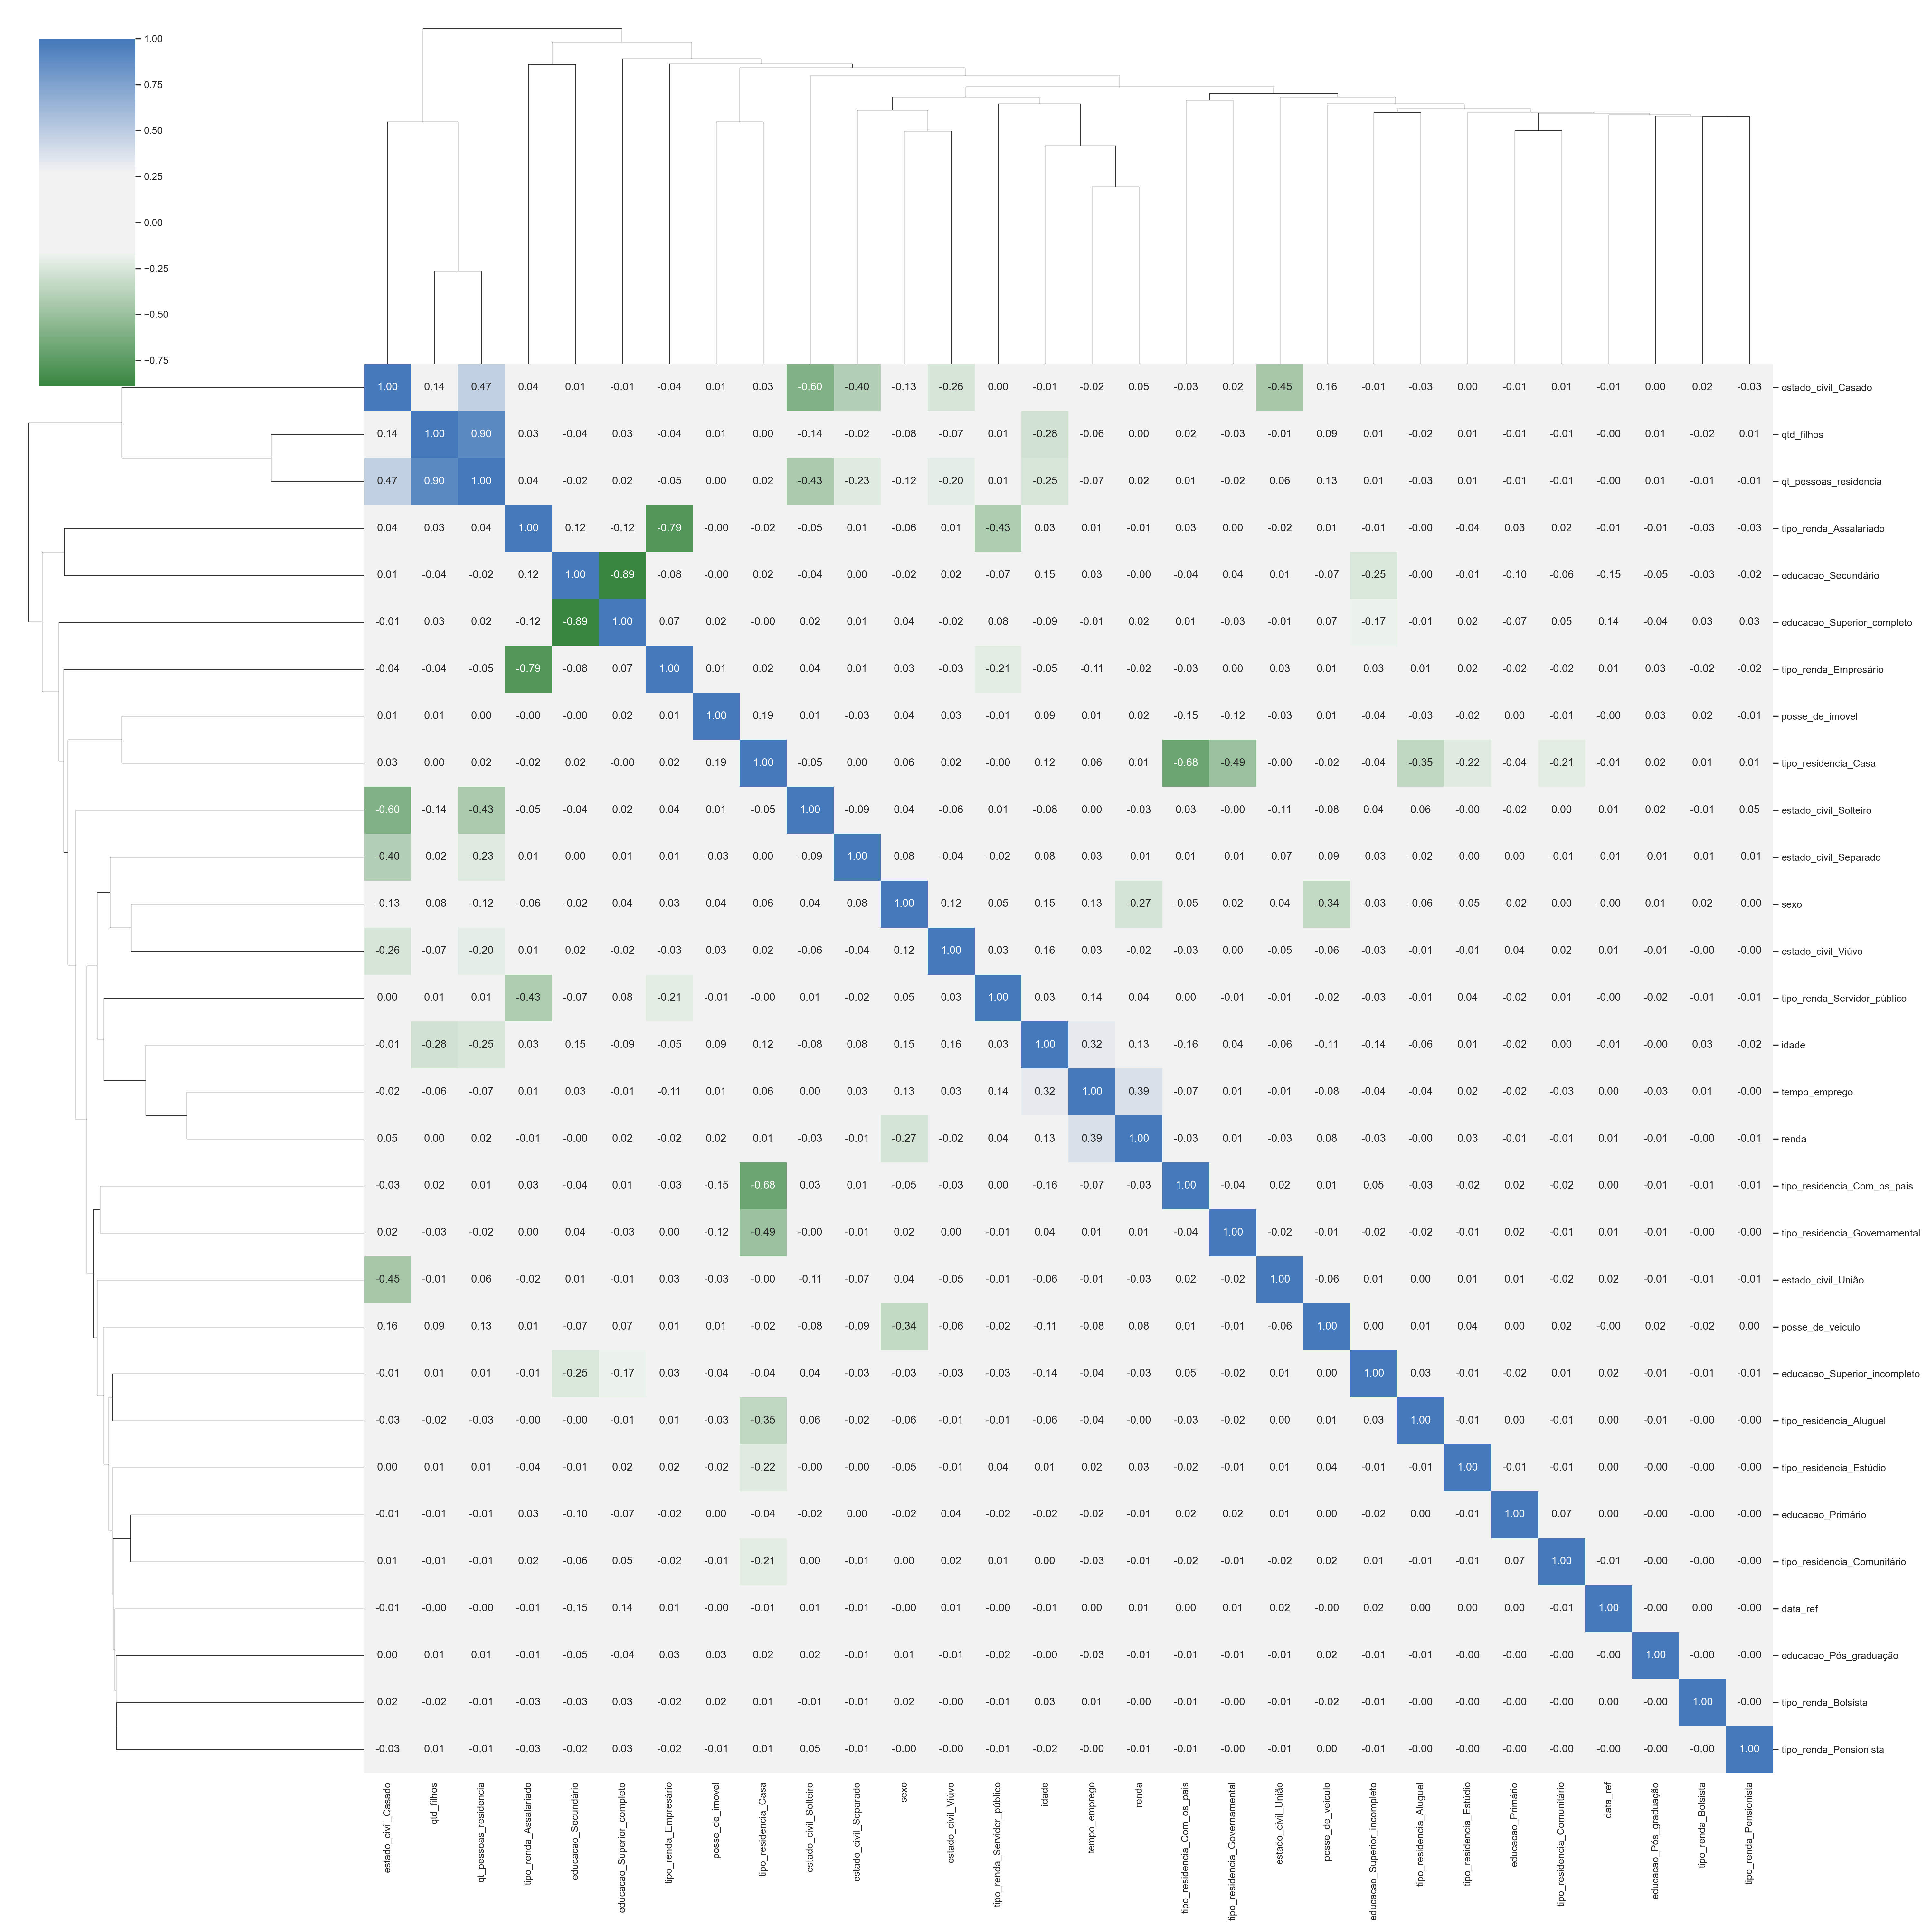 1.00
0.75
0.50
0.25
0.00
−0.25
−0.50
−0.75
1.00 0.14 0.47 0.04 0.01 -0.01 -0.04 0.01 0.03 -0.60 -0.40 -0.13 -0.26 0.00 -0.01 -0.02 0.05 -0.03 0.02 -0.45 0.16 -0.01 -0.03 0.00 -0.01 0.01 -0.01 0.00 0.02 -0.03 estado_civil_Casado
0.14 1.00 0.90 0.03 -0.04 0.03 -0.04 0.01 0.00 -0.14 -0.02 -0.08 -0.07 0.01 -0.28 -0.06 0.00 0.02 -0.03 -0.01 0.09 0.01 -0.02 0.01 -0.01 -0.01 -0.00 0.01 -0.02 0.01 qtd_filhos
0.47 0.90 1.00 0.04 -0.02 0.02 -0.05 0.00 0.02 -0.43 -0.23 -0.12 -0.20 0.01 -0.25 -0.07 0.02 0.01 -0.02 0.06 0.13 0.01 -0.03 0.01 -0.01 -0.01 -0.00 0.01 -0.01 -0.01 qt_pessoas_residencia
0.04 0.03 0.04 1.00 0.12 -0.12 -0.79 -0.00 -0.02 -0.05 0.01 -0.06 0.01 -0.43 0.03 0.01 -0.01 0.03 0.00 -0.02 0.01 -0.01 -0.00 -0.04 0.03 0.02 -0.01 -0.01 -0.03 -0.03 tipo_renda_Assalariado
0.01 -0.04 -0.02 0.12 1.00 -0.89 -0.08 -0.00 0.02 -0.04 0.00 -0.02 0.02 -0.07 0.15 0.03 -0.00 -0.04 0.04 0.01 -0.07 -0.25 -0.00 -0.01 -0.10 -0.06 -0.15 -0.05 -0.03 -0.02 educacao_Secundário
-0.01 0.03 0.02 -0.12 -0.89 1.00 0.07 0.02 -0.00 0.02 0.01 0.04 -0.02 0.08 -0.09 -0.01 0.02 0.01 -0.03 -0.01 0.07 -0.17 -0.01 0.02 -0.07 0.05 0.14 -0.04 0.03 0.03 educacao_Superior_completo
-0.04 -0.04 -0.05 -0.79 -0.08 0.07 1.00 0.01 0.02 0.04 0.01 0.03 -0.03 -0.21 -0.05 -0.11 -0.02 -0.03 0.00 0.03 0.01 0.03 0.01 0.02 -0.02 -0.02 0.01 0.03 -0.02 -0.02 tipo_renda_Empresário
0.01 0.01 0.00 -0.00 -0.00 0.02 0.01 1.00 0.19 0.01 -0.03 0.04 0.03 -0.01 0.09 0.01 0.02 -0.15 -0.12 -0.03 0.01 -0.04 -0.03 -0.02 0.00 -0.01 -0.00 0.03 0.02 -0.01 posse_de_imovel
0.03 0.00 0.02 -0.02 0.02 -0.00 0.02 0.19 1.00 -0.05 0.00 0.06 0.02 -0.00 0.12 0.06 0.01 -0.68 -0.49 -0.00 -0.02 -0.04 -0.35 -0.22 -0.04 -0.21 -0.01 0.02 0.01 0.01 tipo_residencia_Casa
-0.60 -0.14 -0.43 -0.05 -0.04 0.02 0.04 0.01 -0.05 1.00 -0.09 0.04 -0.06 0.01 -0.08 0.00 -0.03 0.03 -0.00 -0.11 -0.08 0.04 0.06 -0.00 -0.02 0.00 0.01 0.02 -0.01 0.05 estado_civil_Solteiro
-0.40 -0.02 -0.23 0.01 0.00 0.01 0.01 -0.03 0.00 -0.09 1.00 0.08 -0.04 -0.02 0.08 0.03 -0.01 0.01 -0.01 -0.07 -0.09 -0.03 -0.02 -0.00 0.00 -0.01 -0.01 -0.01 -0.01 -0.01 estado_civil_Separado
-0.13 -0.08 -0.12 -0.06 -0.02 0.04 0.03 0.04 0.06 0.04 0.08 1.00 0.12 0.05 0.15 0.13 -0.27 -0.05 0.02 0.04 -0.34 -0.03 -0.06 -0.05 -0.02 0.00 -0.00 0.01 0.02 -0.00 sexo
-0.26 -0.07 -0.20 0.01 0.02 -0.02 -0.03 0.03 0.02 -0.06 -0.04 0.12 1.00 0.03 0.16 0.03 -0.02 -0.03 0.00 -0.05 -0.06 -0.03 -0.01 -0.01 0.04 0.02 0.01 -0.01 -0.00 -0.00 estado_civil_Viúvo
0.00 0.01 0.01 -0.43 -0.07 0.08 -0.21 -0.01 -0.00 0.01 -0.02 0.05 0.03 1.00 0.03 0.14 0.04 0.00 -0.01 -0.01 -0.02 -0.03 -0.01 0.04 -0.02 0.01 -0.00 -0.02 -0.01 -0.01 tipo_renda_Servidor_público
-0.01 -0.28 -0.25 0.03 0.15 -0.09 -0.05 0.09 0.12 -0.08 0.08 0.15 0.16 0.03 1.00 0.32 0.13 -0.16 0.04 -0.06 -0.11 -0.14 -0.06 0.01 -0.02 0.00 -0.01 -0.00 0.03 -0.02 idade
-0.02 -0.06 -0.07 0.01 0.03 -0.01 -0.11 0.01 0.06 0.00 0.03 0.13 0.03 0.14 0.32 1.00 0.39 -0.07 0.01 -0.01 -0.08 -0.04 -0.04 0.02 -0.02 -0.03 0.00 -0.03 0.01 -0.00 tempo_emprego
0.05 0.00 0.02 -0.01 -0.00 0.02 -0.02 0.02 0.01 -0.03 -0.01 -0.27 -0.02 0.04 0.13 0.39 1.00 -0.03 0.01 -0.03 0.08 -0.03 -0.00 0.03 -0.01 -0.01 0.01 -0.01 -0.00 -0.01 renda
-0.03 0.02 0.01 0.03 -0.04 0.01 -0.03 -0.15 -0.68 0.03 0.01 -0.05 -0.03 0.00 -0.16 -0.07 -0.03 1.00 -0.04 0.02 0.01 0.05 -0.03 -0.02 0.02 -0.02 0.00 -0.01 -0.01 -0.01 tipo_residencia_Com_os_pais
0.02 -0.03 -0.02 0.00 0.04 -0.03 0.00 -0.12 -0.49 -0.00 -0.01 0.02 0.00 -0.01 0.04 0.01 0.01 -0.04 1.00 -0.02 -0.01 -0.02 -0.02 -0.01 0.02 -0.01 0.01 -0.01 -0.00 -0.00 tipo_residencia_Governamental
-0.45 -0.01 0.06 -0.02 0.01 -0.01 0.03 -0.03 -0.00 -0.11 -0.07 0.04 -0.05 -0.01 -0.06 -0.01 -0.03 0.02 -0.02 1.00 -0.06 0.01 0.00 0.01 0.01 -0.02 0.02 -0.01 -0.01 -0.01 estado_civil_União
0.16 0.09 0.13 0.01 -0.07 0.07 0.01 0.01 -0.02 -0.08 -0.09 -0.34 -0.06 -0.02 -0.11 -0.08 0.08 0.01 -0.01 -0.06 1.00 0.00 0.01 0.04 0.00 0.02 -0.00 0.02 -0.02 0.00 posse_de_veiculo
-0.01 0.01 0.01 -0.01 -0.25 -0.17 0.03 -0.04 -0.04 0.04 -0.03 -0.03 -0.03 -0.03 -0.14 -0.04 -0.03 0.05 -0.02 0.01 0.00 1.00 0.03 -0.01 -0.02 0.01 0.02 -0.01 -0.01 -0.01 educacao_Superior_incompleto
-0.03 -0.02 -0.03 -0.00 -0.00 -0.01 0.01 -0.03 -0.35 0.06 -0.02 -0.06 -0.01 -0.01 -0.06 -0.04 -0.00 -0.03 -0.02 0.00 0.01 0.03 1.00 -0.01 0.00 -0.01 0.00 -0.01 -0.00 -0.00 tipo_residencia_Aluguel
0.00 0.01 0.01 -0.04 -0.01 0.02 0.02 -0.02 -0.22 -0.00 -0.00 -0.05 -0.01 0.04 0.01 0.02 0.03 -0.02 -0.01 0.01 0.04 -0.01 -0.01 1.00 -0.01 -0.01 0.00 -0.00 -0.00 -0.00 tipo_residencia_Estúdio
-0.01 -0.01 -0.01 0.03 -0.10 -0.07 -0.02 0.00 -0.04 -0.02 0.00 -0.02 0.04 -0.02 -0.02 -0.02 -0.01 0.02 0.02 0.01 0.00 -0.02 0.00 -0.01 1.00 0.07 0.00 -0.00 -0.00 -0.00 educacao_Primário
0.01 -0.01 -0.01 0.02 -0.06 0.05 -0.02 -0.01 -0.21 0.00 -0.01 0.00 0.02 0.01 0.00 -0.03 -0.01 -0.02 -0.01 -0.02 0.02 0.01 -0.01 -0.01 0.07 1.00 -0.01 -0.00 -0.00 -0.00 tipo_residencia_Comunitário
-0.01 -0.00 -0.00 -0.01 -0.15 0.14 0.01 -0.00 -0.01 0.01 -0.01 -0.00 0.01 -0.00 -0.01 0.00 0.01 0.00 0.01 0.02 -0.00 0.02 0.00 0.00 0.00 -0.01 1.00 -0.00 0.00 -0.00 data_ref
0.00 0.01 0.01 -0.01 -0.05 -0.04 0.03 0.03 0.02 0.02 -0.01 0.01 -0.01 -0.02 -0.00 -0.03 -0.01 -0.01 -0.01 -0.01 0.02 -0.01 -0.01 -0.00 -0.00 -0.00 -0.00 1.00 -0.00 -0.00 educacao_Pós_graduação
0.02 -0.02 -0.01 -0.03 -0.03 0.03 -0.02 0.02 0.01 -0.01 -0.01 0.02 -0.00 -0.01 0.03 0.01 -0.00 -0.01 -0.00 -0.01 -0.02 -0.01 -0.00 -0.00 -0.00 -0.00 0.00 -0.00 1.00 -0.00 tipo_renda_Bolsista
-0.03 0.01 -0.01 -0.03 -0.02 0.03 -0.02 -0.01 0.01 0.05 -0.01 -0.00 -0.00 -0.01 -0.02 -0.00 -0.01 -0.01 -0.00 -0.01 0.00 -0.01 -0.00 -0.00 -0.00 -0.00 -0.00 -0.00 -0.00 1.00 tipo_renda_Pensionista
estado_civil_Casado
qtd_filhos
qt_pessoas_residencia
tipo_renda_Assalariado
educacao_Secundário
educacao_Superior_completo
tipo_renda_Empresário
posse_de_imovel
tipo_residencia_Casa
estado_civil_Solteiro
estado_civil_Separado
sexo
estado_civil_Viúvo
tipo_renda_Servidor_público
idade
tempo_emprego
renda
tipo_residencia_Com_os_pais
tipo_residencia_Governamental
estado_civil_União
posse_de_veiculo
educacao_Superior_incompleto
tipo_residencia_Aluguel
tipo_residencia_Estúdio
educacao_Primário
tipo_residencia_Comunitário
data_ref
educacao_Pós_graduação
tipo_renda_Bolsista
tipo_renda_Pensionista